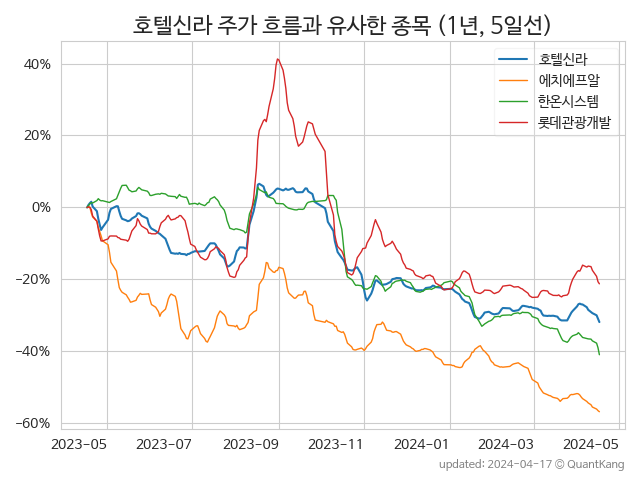 호텔신라 주가 흐름과 유사한 종목 (1년, 5일선)
호텔신라
에치에프알
한온시스템
롯데관광개발
40%
20%
0%
−20%
−40%
−60%
2023-05 2023-07 2023-09 2023-11 2024-01 2024-03 2024-05
updated: 2024-04-17 © QuantKang